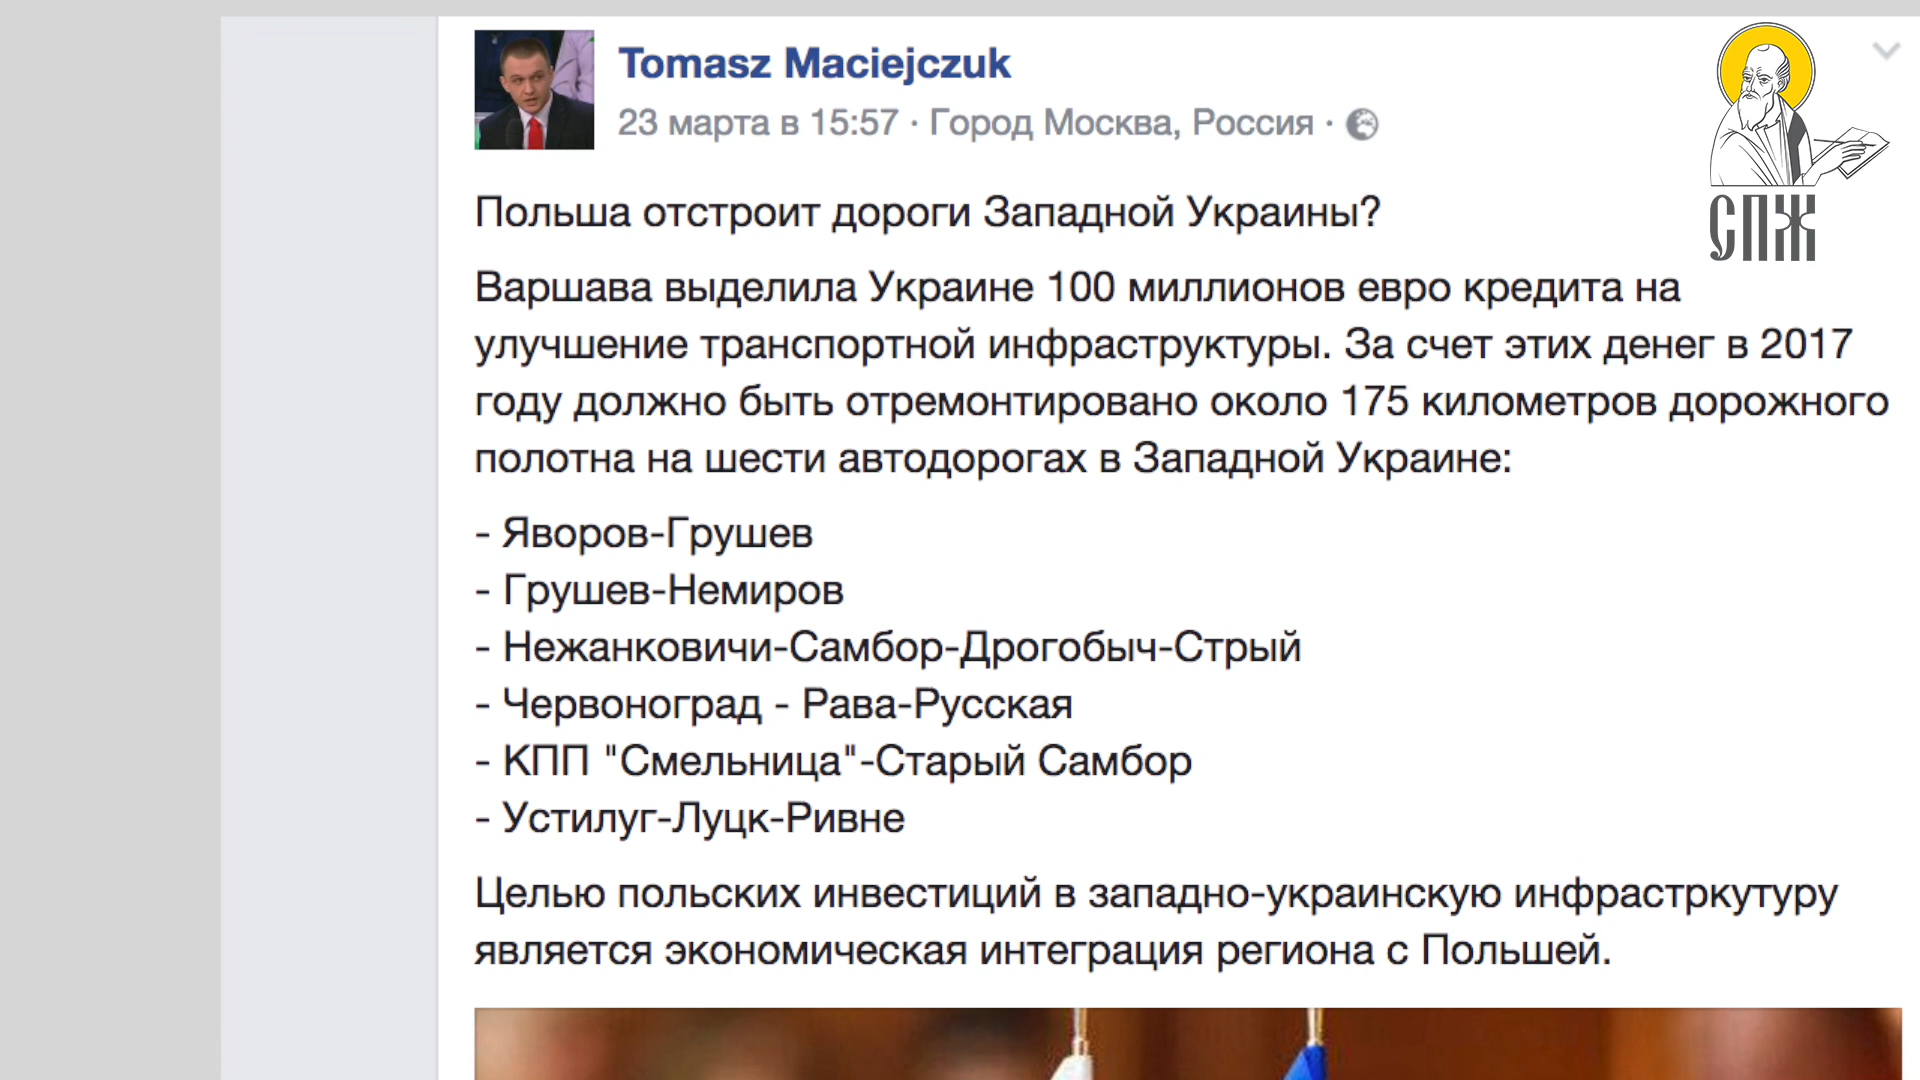 Tomasz Maciejczuk
23 марта в 15:57 · Город Москва, Россия ·
СПЖ
Польша отстроит дороги Западной Украины?
Варшава выделила Украине 100 миллионов евро кредита на
улучшение транспортной инфраструктуры. За счет этих денег в 2017
году должно быть отремонтировано около 175 километров дорожного
полотна на шести автодорогах в Западной Украине:
- Яворов-Грушев
- Грушев-Немиров
- Нежанковичи-Самбор-Дрогобыч-Стрый
- Червоноград - Рава-Русская
- КПП "Смельница"-Старый Самбор
- Устилуг-Луцк-Ривне
Целью польских инвестиций в западно-украинскую инфрастркутуру
является экономическая интеграция региона с Польшей.